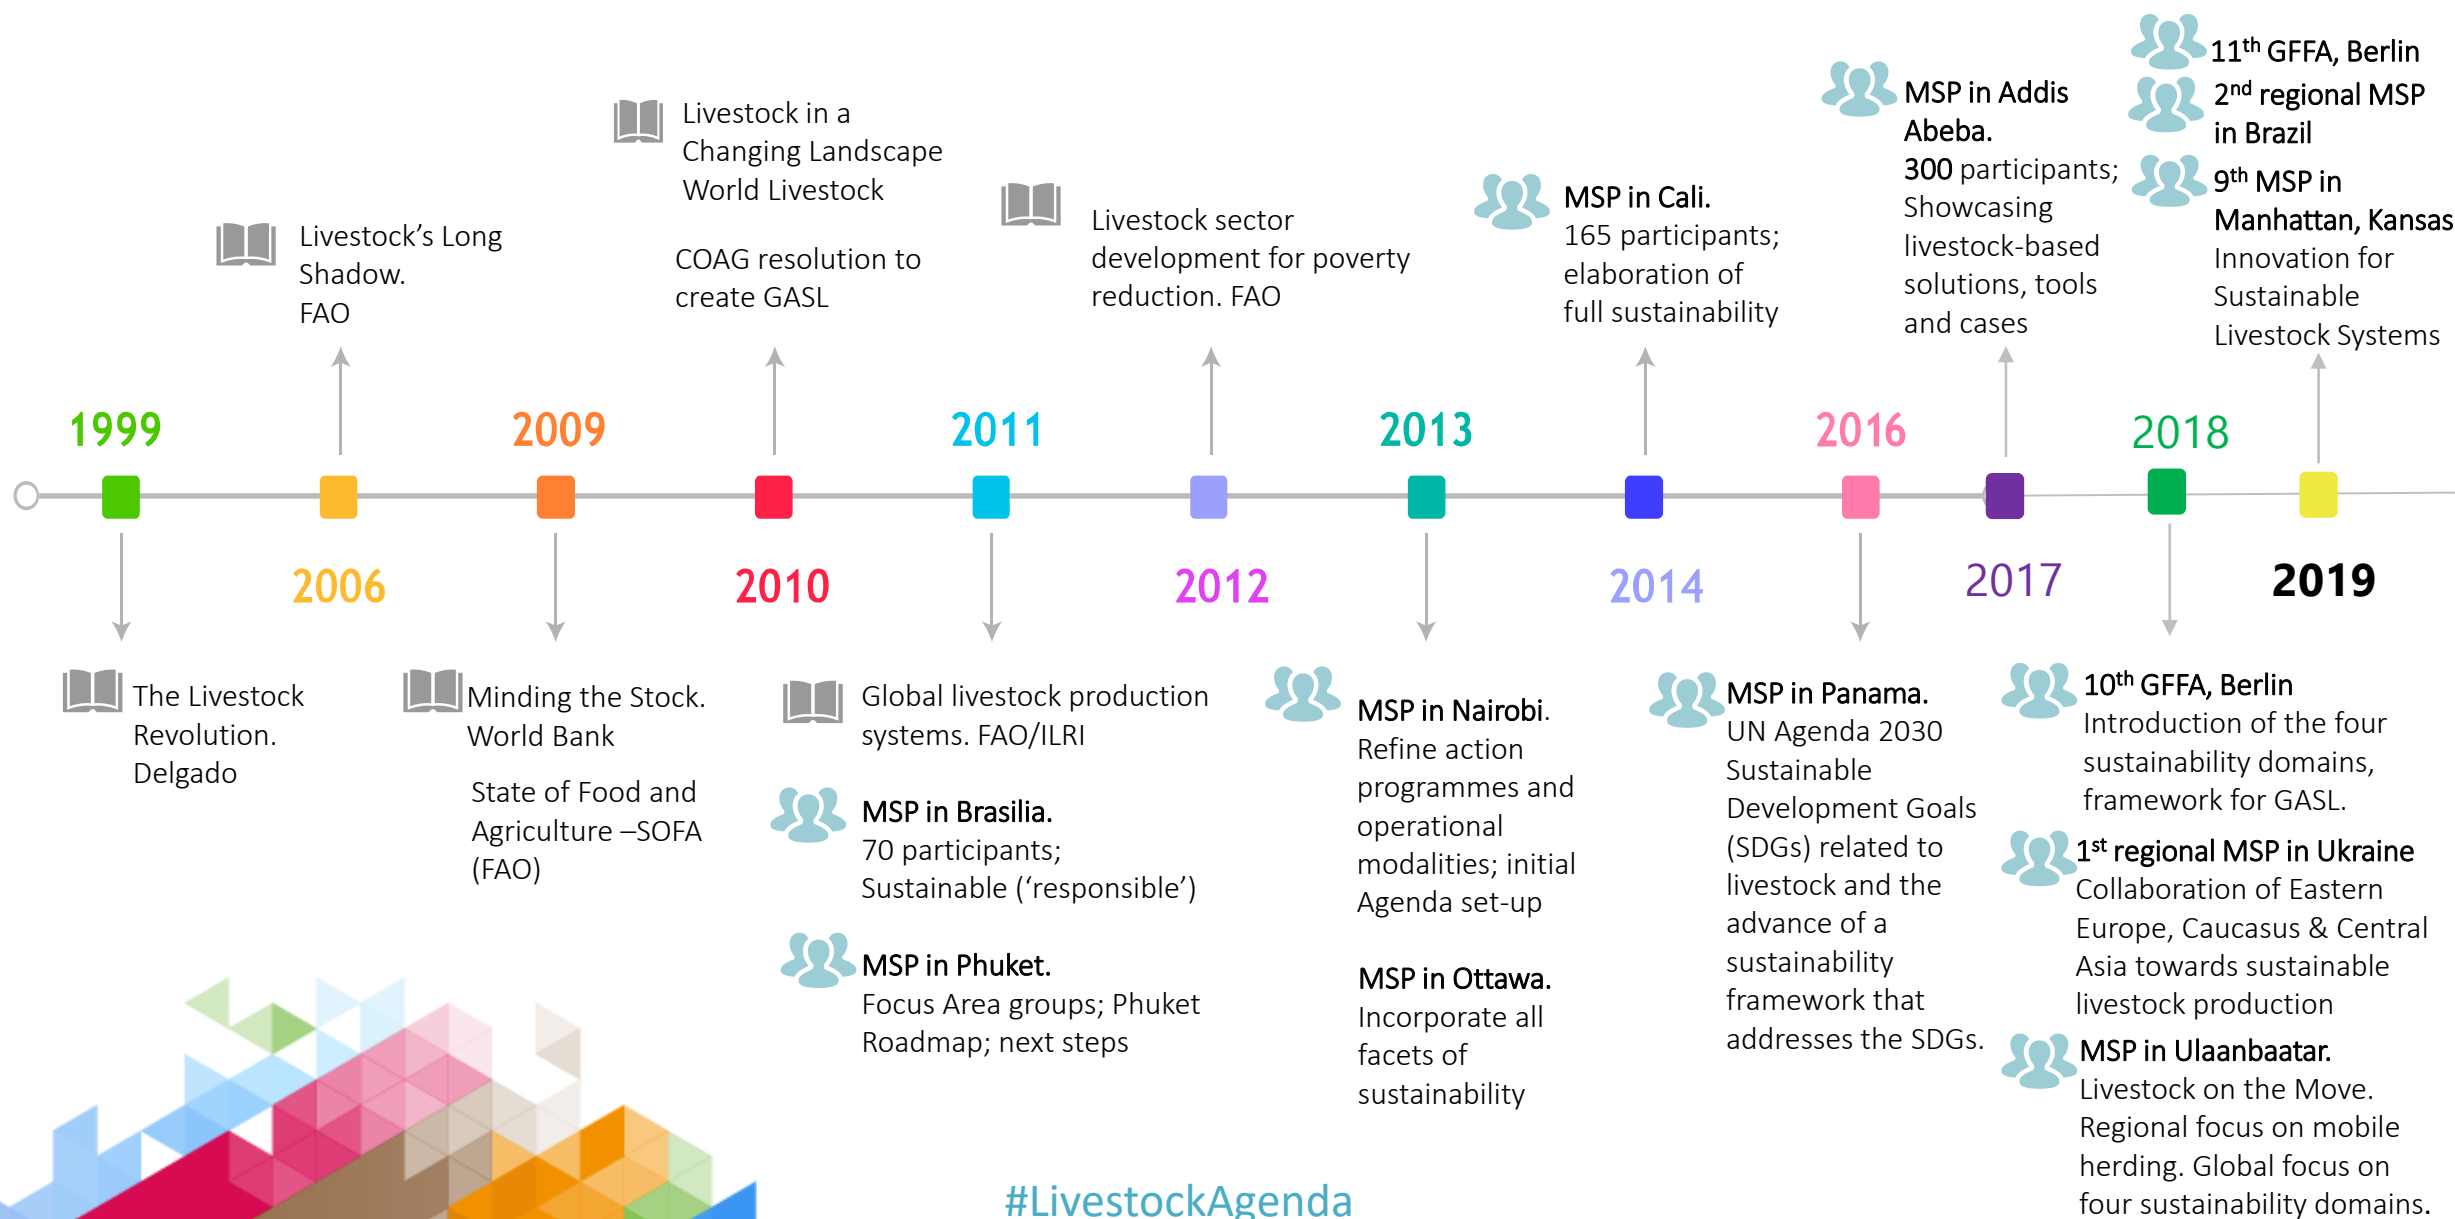 11th GFFA, Berlin
2nd regional MSP
in Brazil
9th MSP in
Manhattan, Kansas
Innovation for
Sustainable
Livestock Systems
MSP in Addis
Abeba.
300 participants;
Showcasing
livestock-based
solutions, tools
and cases
Livestock in a
Changing Landscape
World Livestock
COAG resolution to
create GASL
MSP in Cali.
165 participants;
elaboration of
full sustainability
Livestock sector
development for poverty
reduction. FAO
Livestock’s Long
Shadow.
FAO
1999
2009
2011
2013
2016
2018
2006
2010
2012
2014
2017
2019
The Livestock
Revolution.
Delgado
Minding the Stock.
World Bank
State of Food and
Agriculture –SOFA
(FAO)
Global livestock production
systems. FAO/ILRI
MSP in Brasilia.
70 participants;
Sustainable (‘responsible’)
MSP in Phuket.
Focus Area groups; Phuket
Roadmap; next steps
MSP in Nairobi.
Refine action
programmes and
operational
modalities; initial
Agenda set-up
MSP in Ottawa.
Incorporate all
facets of
sustainability
MSP in Panama.
UN Agenda 2030
Sustainable
Development Goals
(SDGs) related to
livestock and the
advance of a
sustainability
framework that
addresses the SDGs.
10th GFFA, Berlin
Introduction of the four
sustainability domains,
framework for GASL.
1st regional MSP in Ukraine
Collaboration of Eastern
Europe, Caucasus & Central
Asia towards sustainable
livestock production
MSP in Ulaanbaatar.
Livestock on the Move.
Regional focus on mobile
herding. Global focus on
four sustainability domains.
#LivestockAgenda